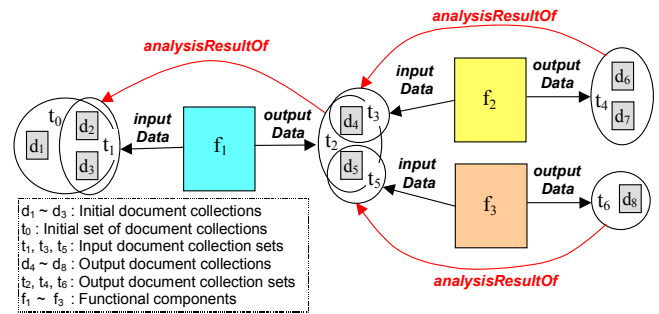 analysisResultOf
input
Data
output
Data
f2
d6
t4
d7
t0
d1
d2
d3
t1
input
Data
f1
output
Data
d4
t3
t2
d5
t5
input
Data
f3
output
Data
t6
d8
analysisResultOf
analysisResultOf
d1 ~ d3 : Initial document collections
t0 : Initial set of document collections
t1, t3, t5 : Input document collection sets
d4 ~ d8 : Output document collections
t2, t4, t6 : Output document collection sets
f1 ~ f3 : Functional components